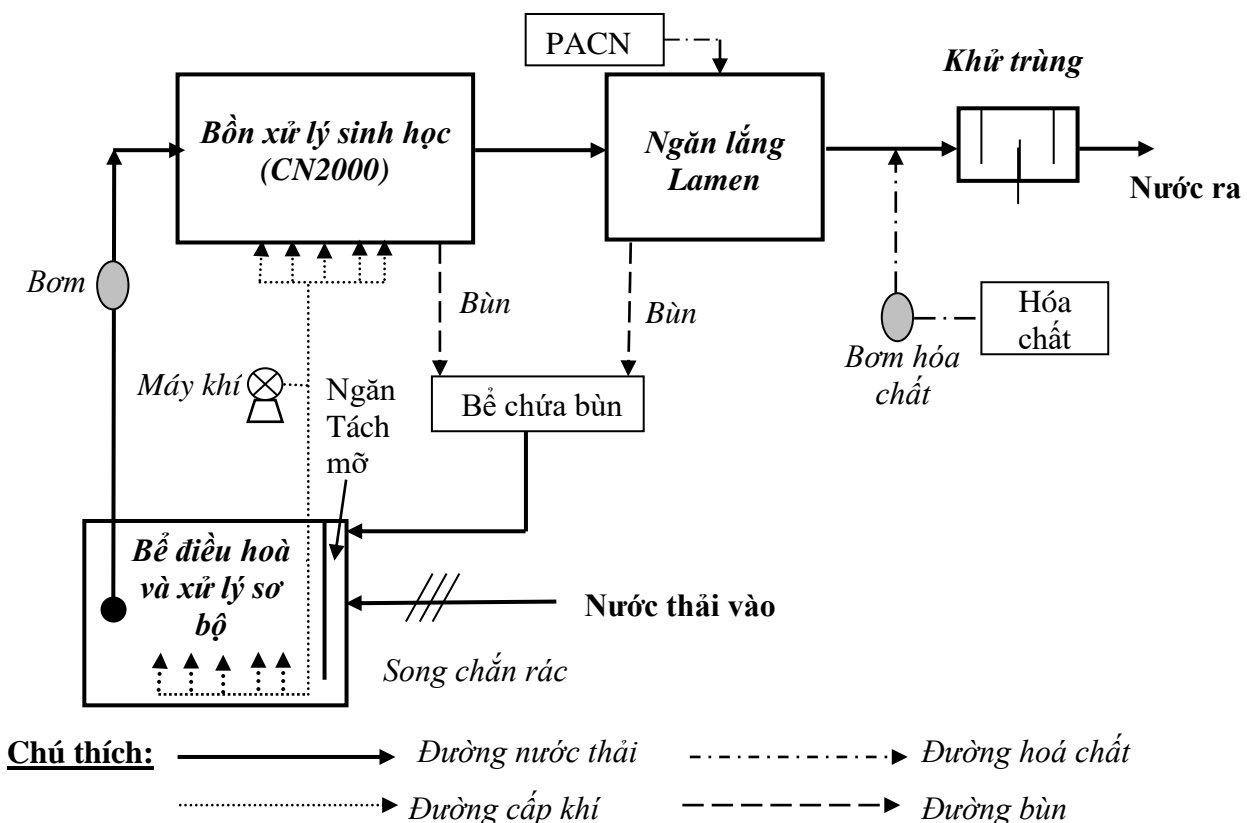 PACN
Khử trùng
Bồn xử lý sinh học
(CN2000)
Ngăn lắng
Lamen
Nước ra
Bơm
Bùn
Bùn
Hóa
chất
Bơm hóa
chất
Máy khí
Ngăn
Tách
mỡ
Bể chứa bùn
Bể điều hoà
và xử lý sơ
bộ
Nước thải vào
Song chắn rác
Chú thích:
Đường nước thải
Đường hoá chất
Đường cấp khí
Đường bùn